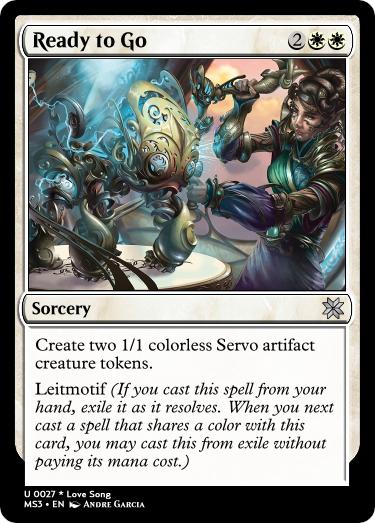 Ready to Go 2
Sorcery
Create two 1/1 colorless Servo artifact
creature tokens.
Leitmotif (If you cast this spell from your
hand, exile it as it resolves. When you next
cast a spell that shares a color with this
card, you may cast this from exile without
paying its mana cost.)
U 0027 * Love Song
MS3 • EN Andre Garcia